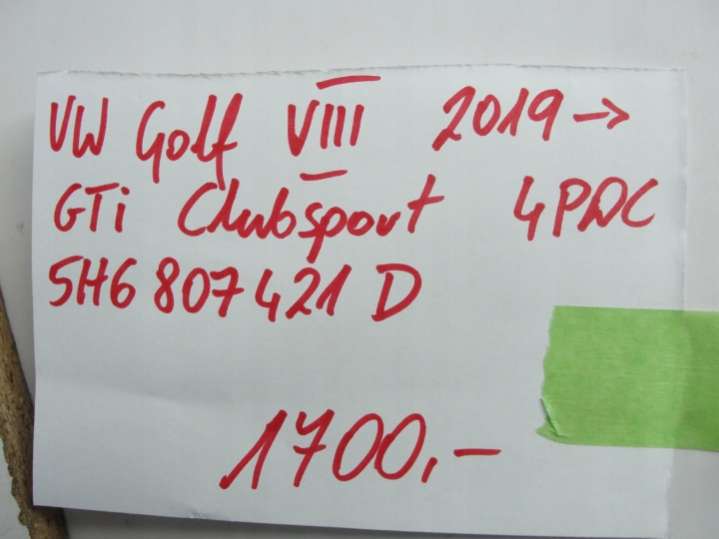 VW Golf VIII 2019→
GTi Clubsport 4PDC
5H6 807 421 D
1700,-